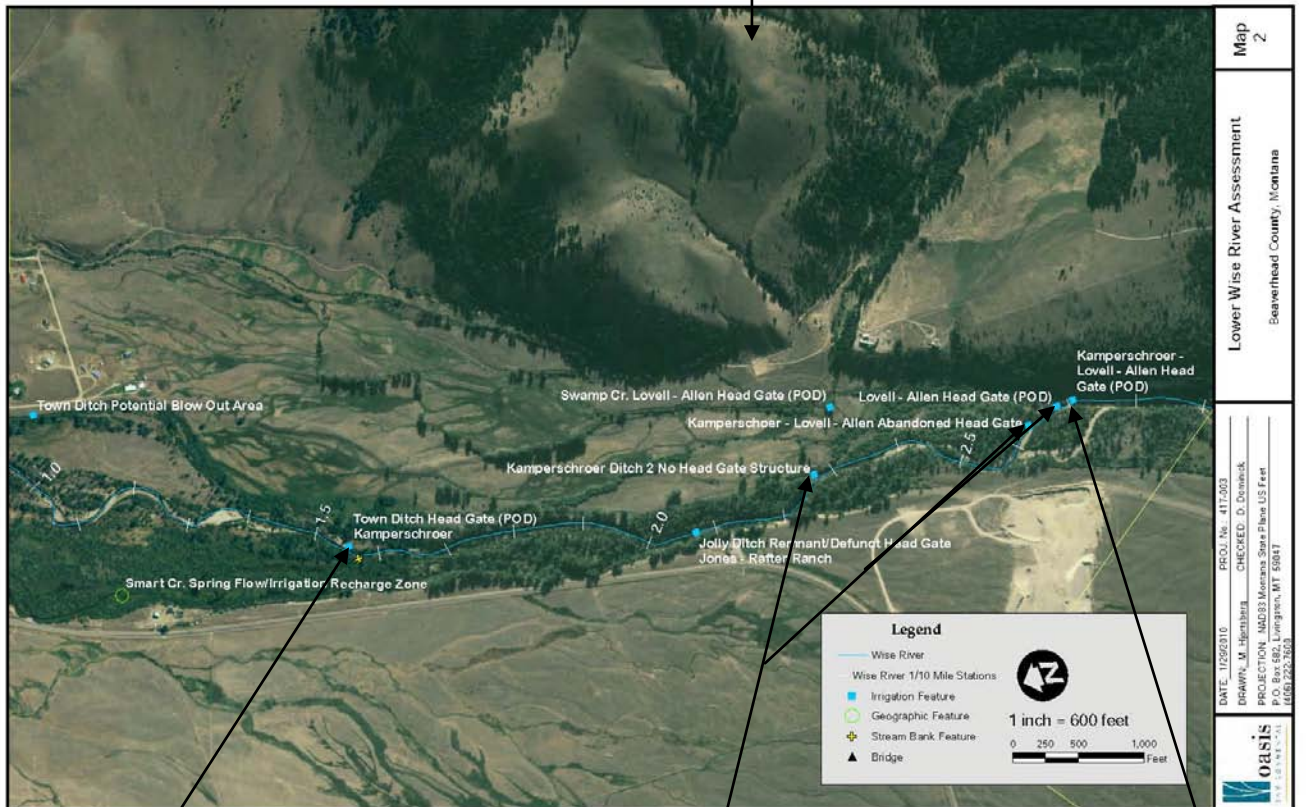 Town Ditch Potential Blow Out Area
1.0
Swamp Cr. Lovell - Allen Head Gate (POD)
Lovell - Allen Head Gate (POD)
Kamperschroer -
Lovell - Allen Head
Gate (POD)
Kamperschoer - Lovell - Allen Abandoned Head Gate
2.5
Kamperschroer Ditch 2 No Head Gate Structure
1.5
Town Ditch Head Gate (POD)
Kamperschroer
2.0
Jolly Ditch Remnant/Defunct Head Gate
Jones - Rafter Ranch
Smart Cr. Spring Flow/Irrigation Recharge Zone
Legend
Wise River
Wise River 1/10 Mile Stations
Irrigation Feature
Geographic Feature
Stream Bank Feature
Bridge
N
1 inch = 600 feet
0 250 500 1,000
Feet
Map
2
Lower Wise River Assessment
Beaverhead County, Montana
DATE: 1/29/2010 PROJ. No.: 417-003
DRAWN: M. CHECKED: D. Dominick
PROJECTION: NAD83 Montana State Plane US Feet
P.O. Box 582, Livingston, MT 59047
(406) 222-7600
oasis